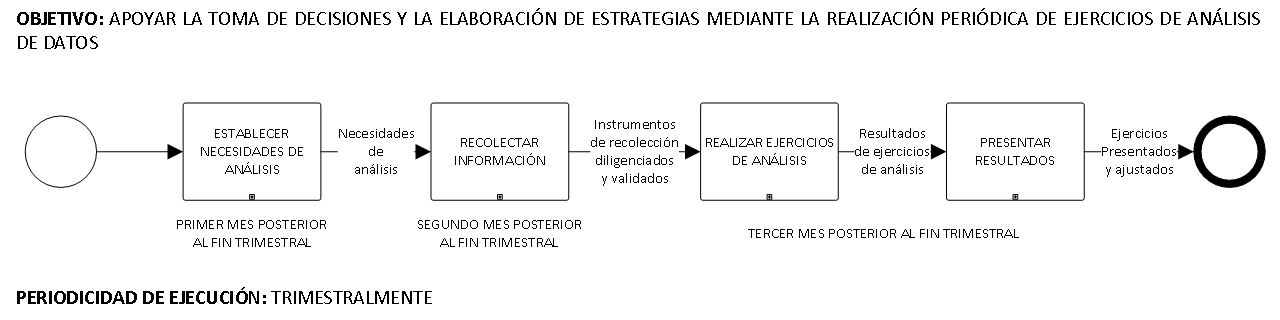 OBJETIVO: APOYAR LA TOMA DE DECISIONES Y LA ELABORACIÓN DE ESTRATEGIAS MEDIANTE LA REALIZACIÓN PERIÓDICA DE EJERCICIOS DE ANÁLISIS
DE DATOS
ESTABLECER
NECESIDADES DE
ANÁLISIS
Necesidades
de
análisis
RECOLECTAR
INFORMACIÓN
Instrumentos
de recolección
diligenciados
y validados
REALIZAR EJERCICIOS
DE ANÁLISIS
Resultados
de ejercicios
de análisis
PRESENTAR
RESULTADOS
Ejercicios
Presentados
y ajustados
PRIMER MES POSTERIOR
AL FIN TRIMESTRAL
SEGUNDO MES POSTERIOR
AL FIN TRIMESTRAL
TERCER MES POSTERIOR AL FIN TRIMESTRAL
PERIODICIDAD DE EJECUCIÓN: TRIMESTRALMENTE